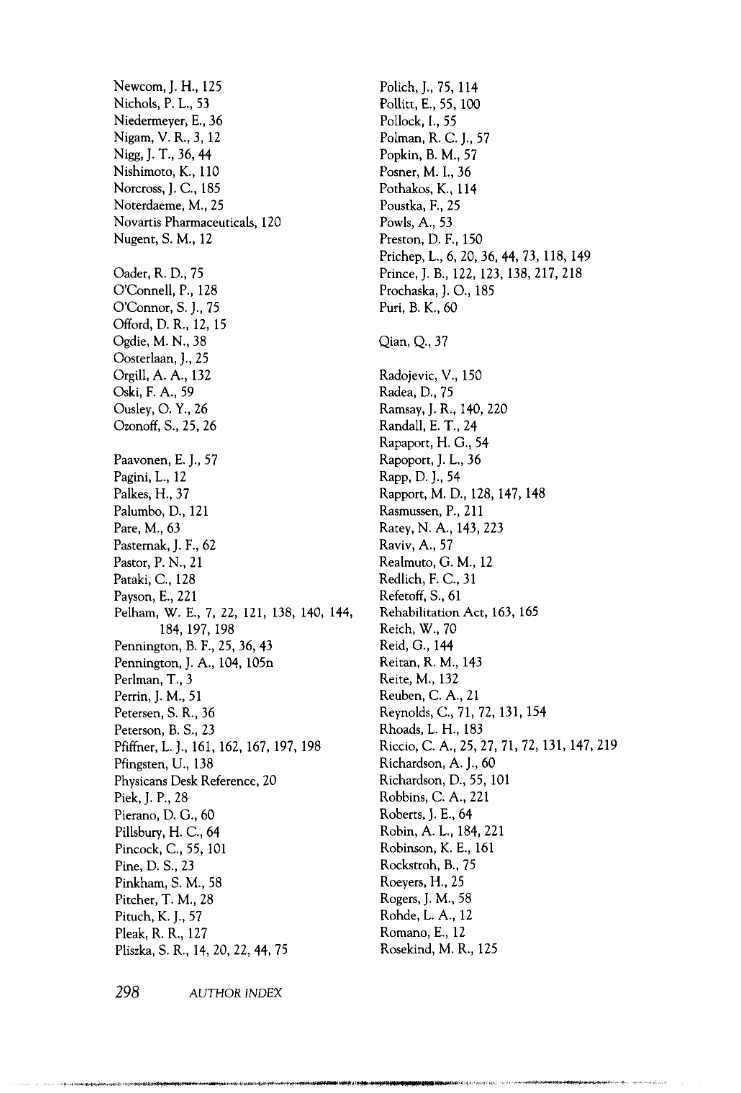 Newcom, J. H., 125
Nichols, P. L., 53
Niedermeyer, E., 36
Nigam, V. R., 3, 12
Nigg, J. T., 36, 44
Nishimoto, K., 110
Norcross, J. C., 185
Noterdaeme, M., 25
Novartis Pharmaceuticals, 120
Nugent, S. M., 12
Oader, R. D., 75
O'Connell, P., 128
O'Connor, S. J., 75
Offord, D. R., 12, 15
Ogdie, M. N., 38
Oosterlaan, J., 25
Orgill, A. A., 132
Oski, F. A., 59
Ousley, O. Y., 26
Ozonoff, S., 25, 26
Paavonen, E. J., 57
Pagini, L., 12
Palkes, H., 37
Palumbo, D., 121
Pare, M., 63
Pasternak, J. F., 62
Pastor, P. N., 21
Pataki, C., 128
Payson, E., 221
Pelham, W. E., 7, 22, 121, 138, 140, 144,
184, 197, 198
Pennington, B. F., 25, 36, 43
Pennington, J. A., 104, 105n
Perlman, T., 3
Perrin, J. M., 51
Petersen, S. R., 36
Peterson, B. S., 23
Pfiffner, L. J., 161, 162, 167, 197, 198
Pfingsten, U., 138
Physicans Desk Reference, 20
Piek, J. P., 28
Pierano, D. G., 60
Pillsbury, H. C., 64
Pincock, C., 55, 101
Pine, D. S., 23
Pinkham, S. M., 58
Pitcher, T. M., 28
Pituch, K. J., 57
Pleak, R. R., 127
Pliszka, S. R., 14, 20, 22, 44, 75
Polich, J., 75, 114
Pollitt, E., 55, 100
Pollock, I., 55
Polman, R. C. J., 57
Popkin, B. M., 57
Posner, M. I., 36
Pothakos, K., 114
Poustka, F., 25
Powls, A., 53
Preston, D. F., 150
Prichep, L., 6, 20, 36, 44, 73, 118, 149
Prince, J. B., 122, 123, 138, 217, 218
Prochaska, J. O., 185
Puri, B. K., 60
Qian, Q., 37
Radojevic, V., 150
Radea, D., 75
Ramsay, J. R., 140, 220
Randall, E. T., 24
Rapaport, H. G., 54
Rapoport, J. L., 36
Rapp, D. J., 54
Rapport, M. D., 128, 147, 148
Rasmussen, P., 211
Ratey, N. A., 143, 223
Raviv, A., 57
Realmuto, G. M., 12
Redlich, F. C., 31
Refetoff, S., 61
Rehabilitation Act, 163, 165
Reich, W., 70
Reid, G., 144
Reitan, R. M., 143
Reite, M., 132
Reuben, C. A., 21
Reynolds, C., 71, 72, 131, 154
Rhoads, L. H., 183
Riccio, C. A., 25, 27, 71, 72, 131, 147, 219
Richardson, A. J., 60
Richardson, D., 55, 101
Robbins, C. A., 221
Roberts, J. E., 64
Robin, A. L., 184, 221
Robinson, K. E., 161
Rockstroh, B., 75
Roeyers, H., 25
Rogers, J. M., 58
Rohde, L. A., 12
Romano, E., 12
Rosekind, M. R., 125
298 AUTHOR INDEX